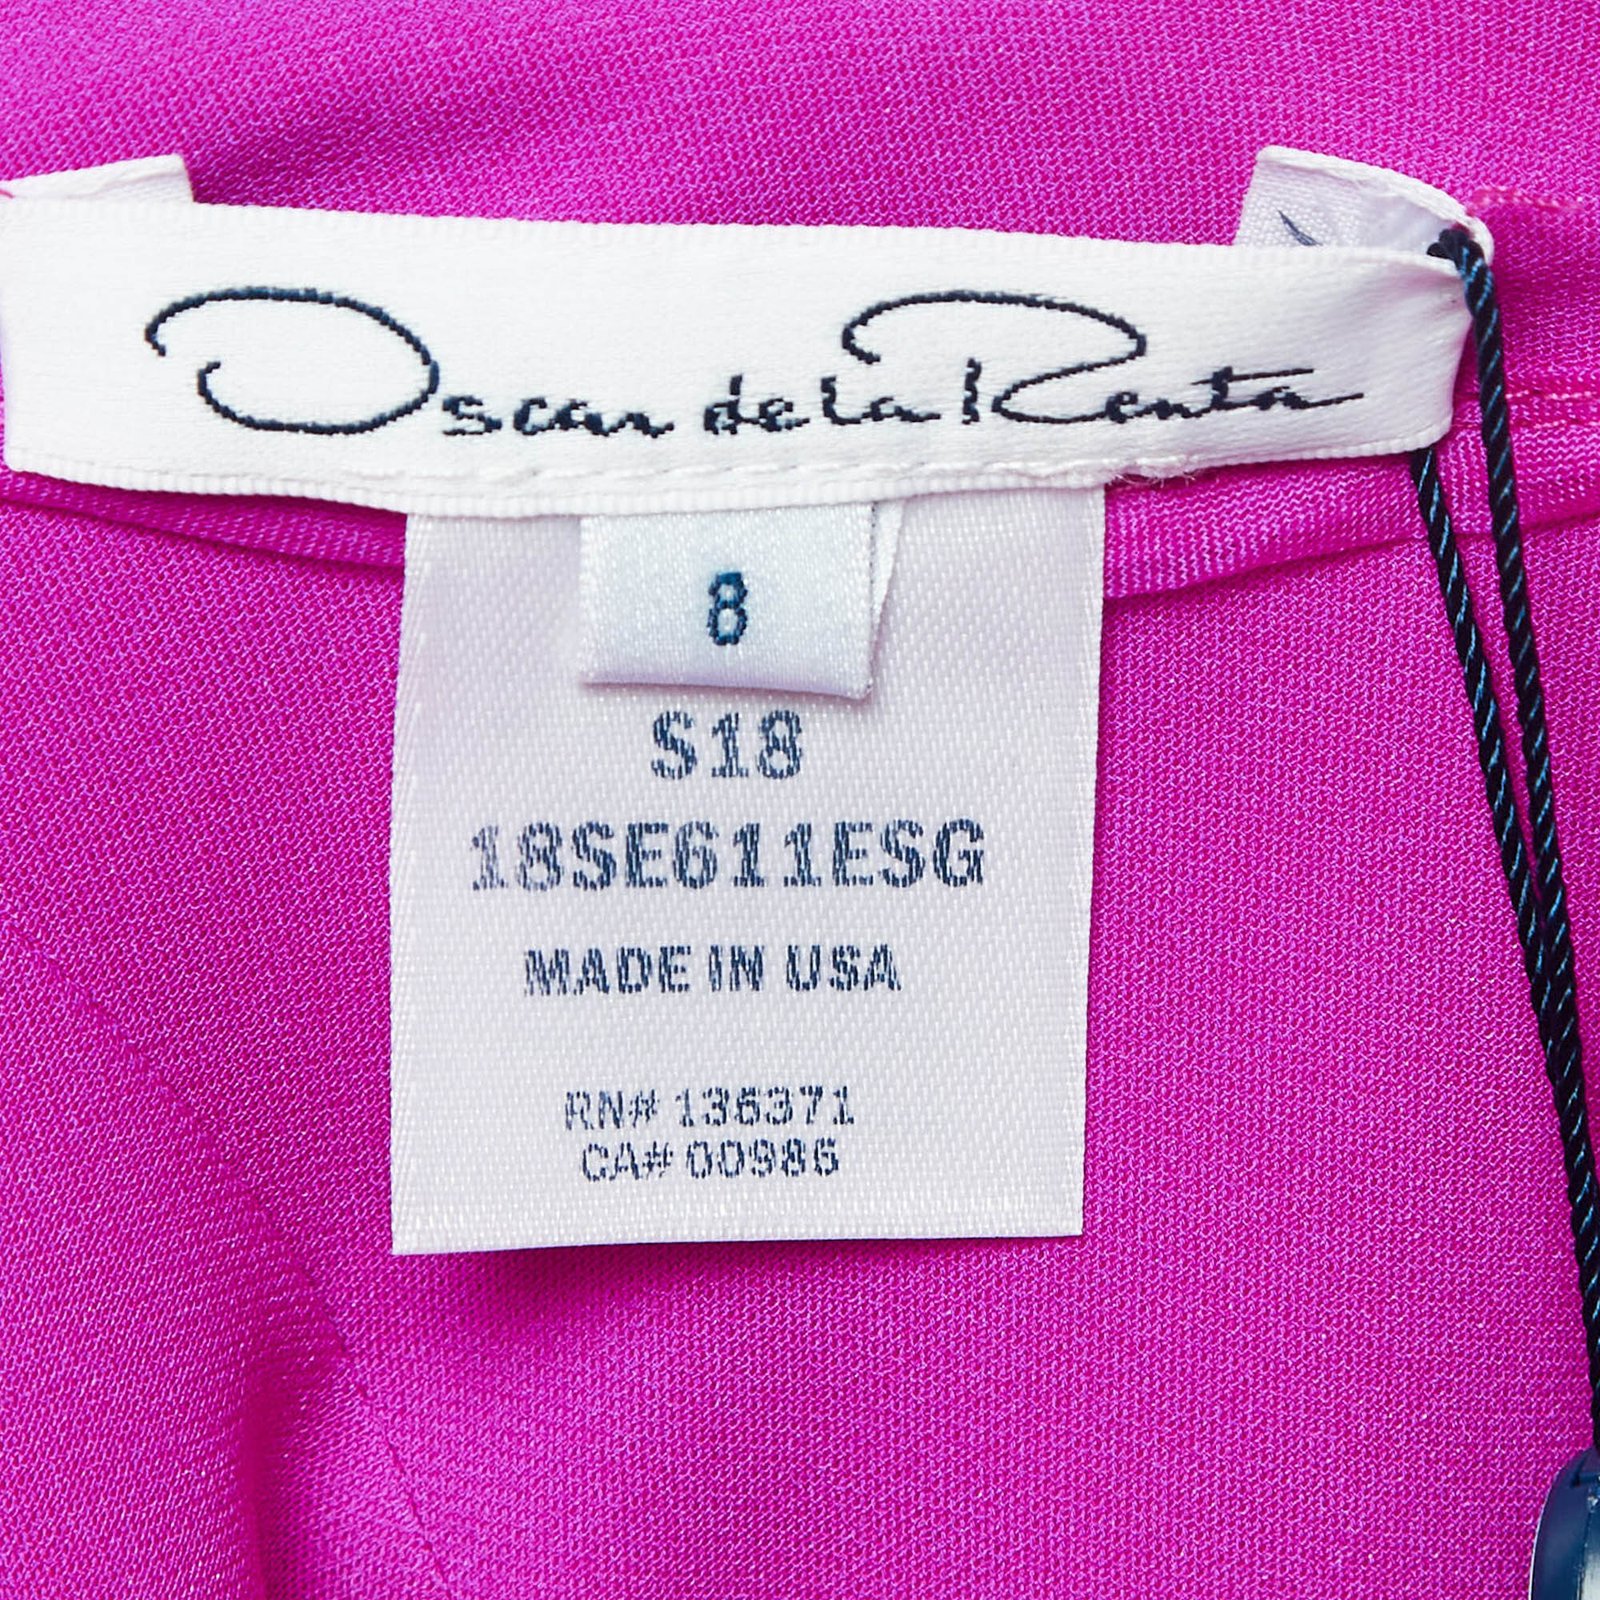 Oscar de la Renta
8
S18
18SE611ESG
MADE IN USA
RN# 136371
CA# 00986